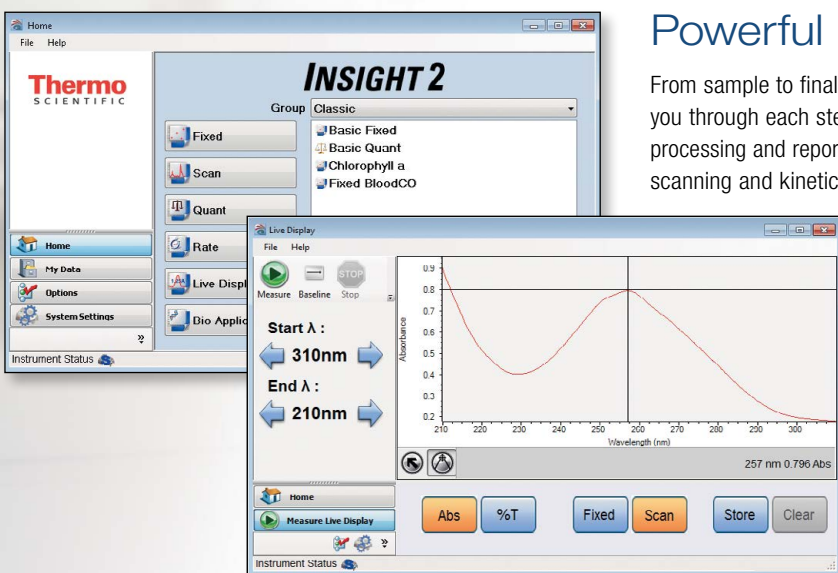 Powerful
From sample to final
you through each ste
processing and repor
scanning and kinetic
Home
File Help
Thermo
SCIENTIFIC
INSIGHT 2
Group Classic
Fixed
Scan
Quant
Rate
Live Displ
Bio Applic
Basic Fixed
Basic Quant
Chlorophyll a
Fixed BloodCO
Home
My Data
Options
System Settings
Instrument Status
Live Display
File Help
Measure Baseline Stop
STOP
Start λ :
310nm
End λ :
210nm
Absorbance
0.9
0.8
0.7
0.6
0.5
0.4
0.3
0.2
210 220 230 240 250 260 270 280 290 300
Wavelength (nm)
257 nm 0.796 Abs
Home
Measure Live Display
Abs %T Fixed Scan Store Clear
Instrument Status